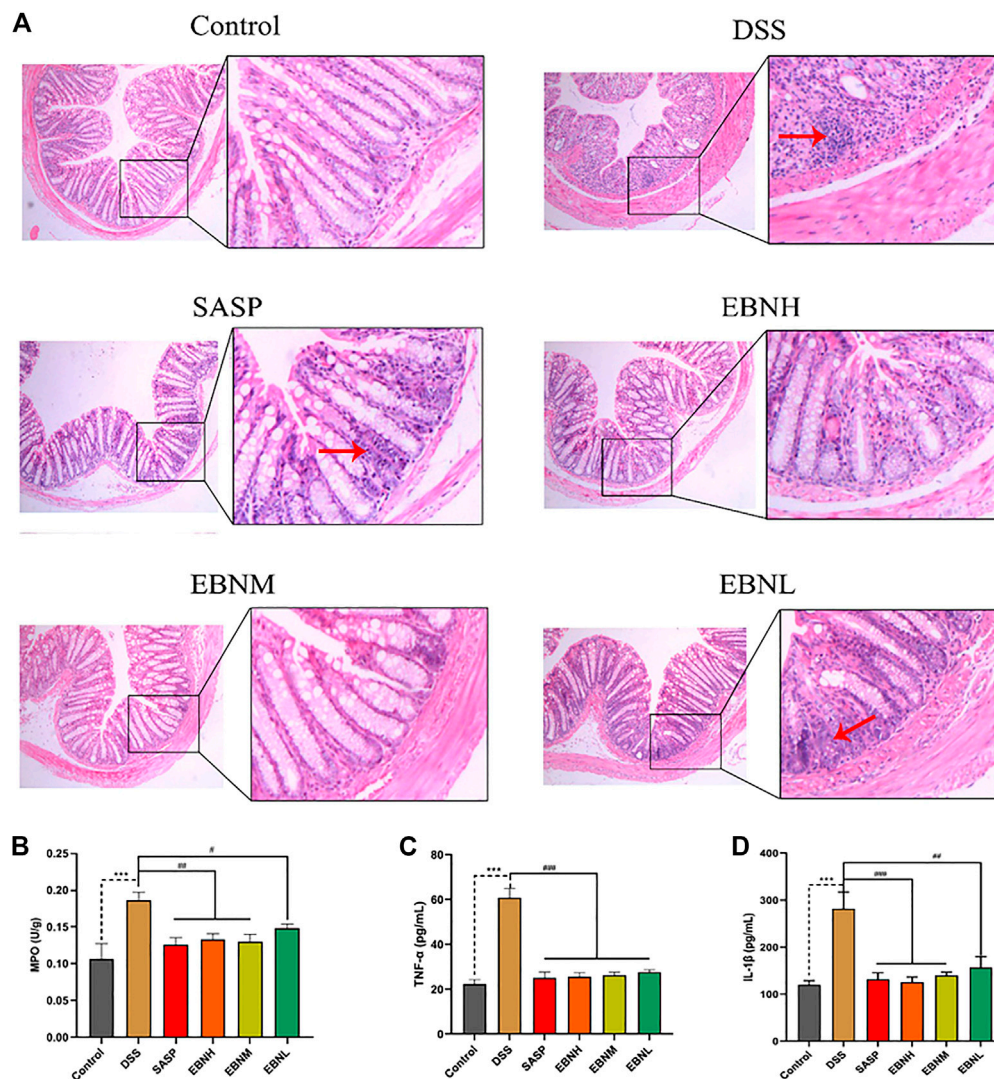 A
Control
DSS
SASP
EBNH
EBNM
EBNL
B
MPO (U/g)
0.25
0.20
0.15
0.10
0.05
0.00
***
##
#
Control
DSS
SASP
EBNH
EBNM
EBNL
C
TNF-α (pg/mL)
80
60
40
20
0
***
###
Control
DSS
SASP
EBNH
EBNM
EBNL
D
IL-1β (pg/mL)
400
300
200
100
0
***
###
##
Control
DSS
SASP
EBNH
EBNM
EBNL